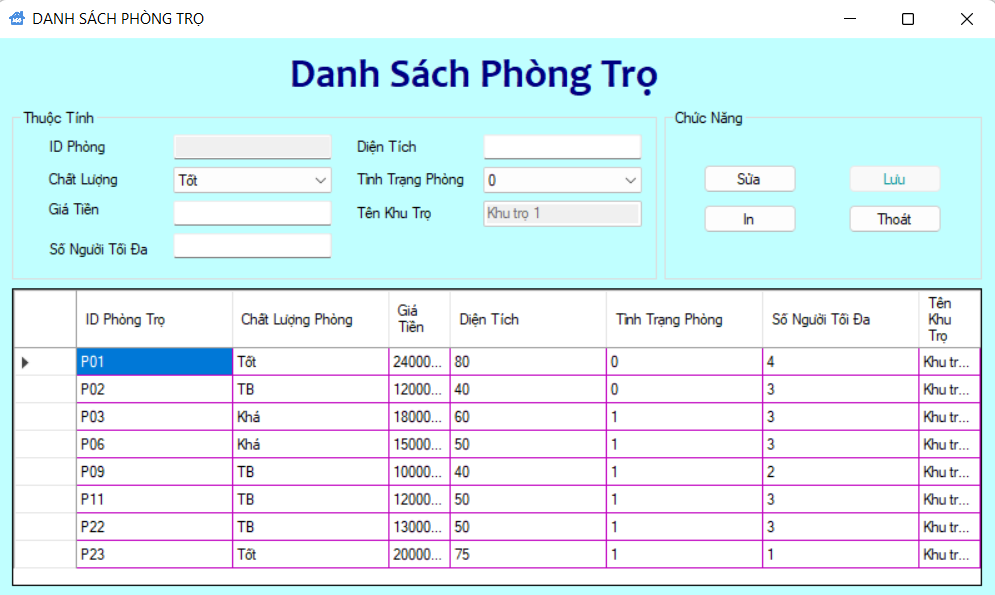 DANH SÁCH PHÒNG TRỌ
Danh Sách Phòng Trọ
Thuộc Tính
ID Phòng
Diện Tích
Chất Lượng Tốt
Tình Trạng Phòng 0
Giá Tiền
Tên Khu Trọ Khu trọ 1
Số Người Tối Đa
Chức Năng
Sửa Lưu
In Thoát
ID Phòng Trọ Chất Lượng Phòng Giá Tiền Diện Tích Tình Trạng Phòng Số Người Tối Đa Tên Khu Trọ
P01 Tốt 24000... 80 0 4 Khu tr...
P02 TB 12000... 40 0 3 Khu tr...
P03 Khá 18000... 60 1 3 Khu tr...
P06 Khá 15000... 50 1 3 Khu tr...
P09 TB 10000... 40 1 2 Khu tr...
P11 TB 12000... 50 1 3 Khu tr...
P22 TB 13000... 50 1 3 Khu tr...
P23 Tốt 20000... 75 1 1 Khu tr...